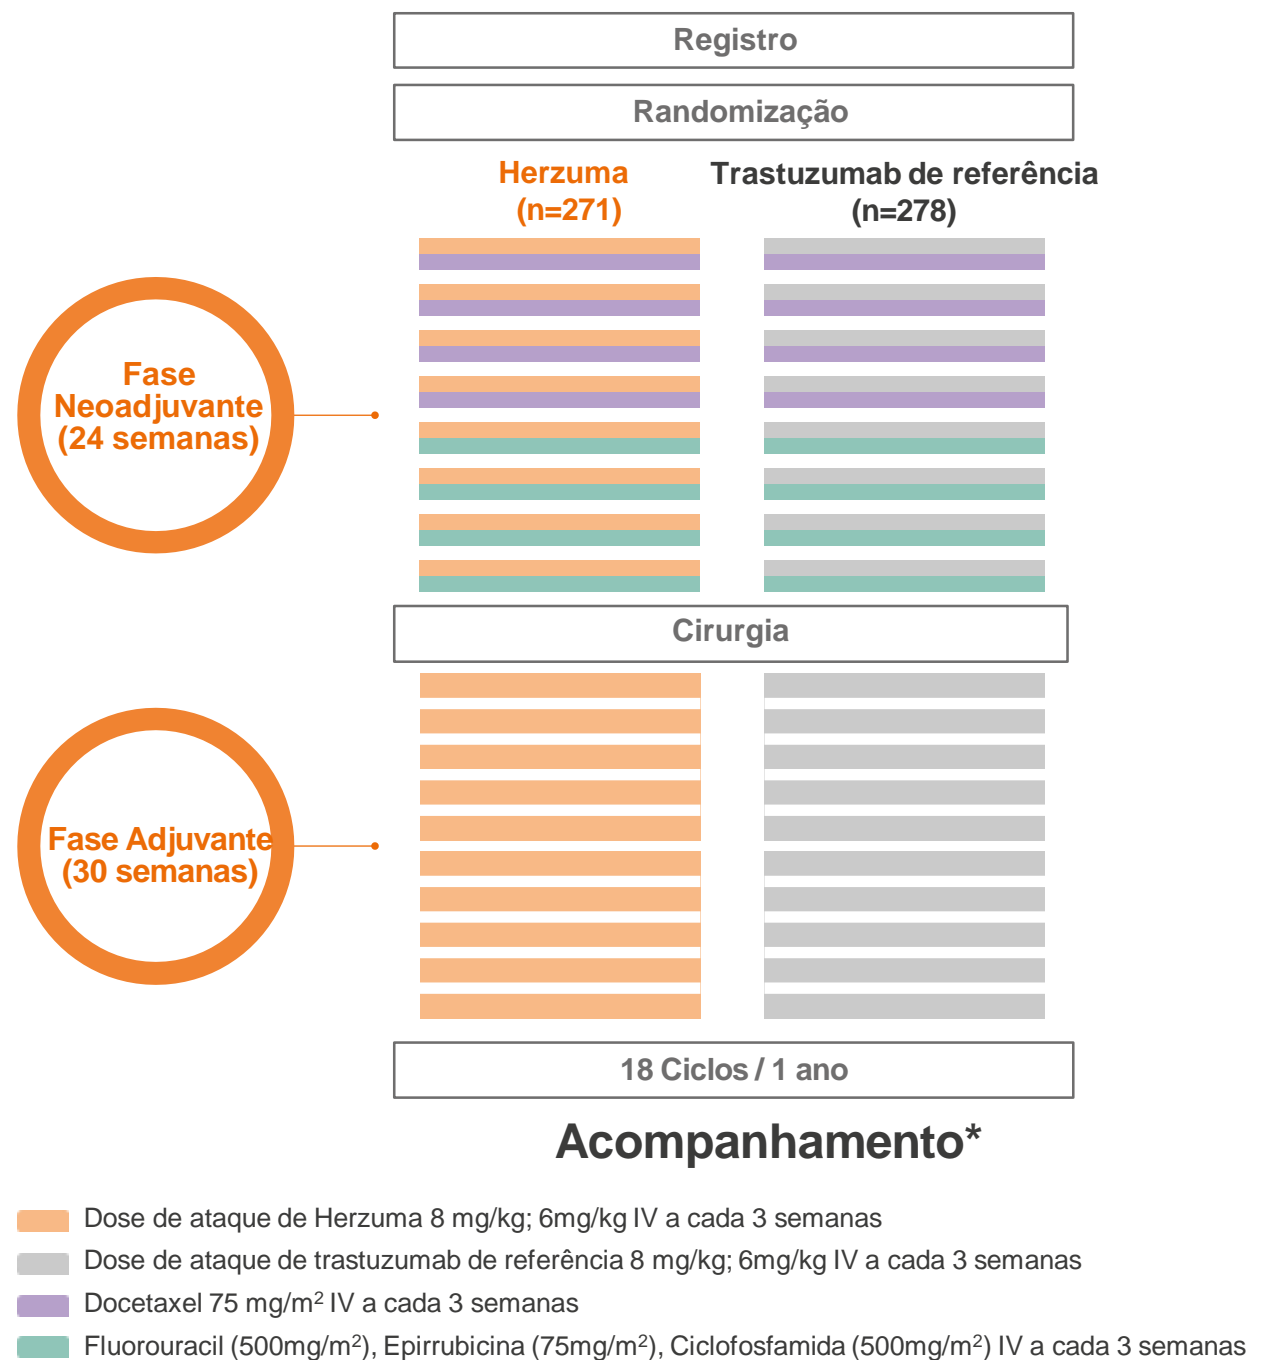 Registro
Randomização
Herzuma
(n=271)
Trastuzumab de referência
(n=278)
Fase
Neoadjuvante
(24 semanas)
Cirurgia
Fase Adjuvante
(30 semanas)
18 Ciclos / 1 ano
Acompanhamento*
Dose de ataque de Herzuma 8 mg/kg; 6mg/kg IV a cada 3 semanas
Dose de ataque de trastuzumab de referência 8 mg/kg; 6mg/kg IV a cada 3 semanas
Docetaxel 75 mg/m² IV a cada 3 semanas
Fluorouracil (500mg/m²), Epirrubicina (75mg/m²), Ciclofosfamida (500mg/m²) IV a cada 3 semanas